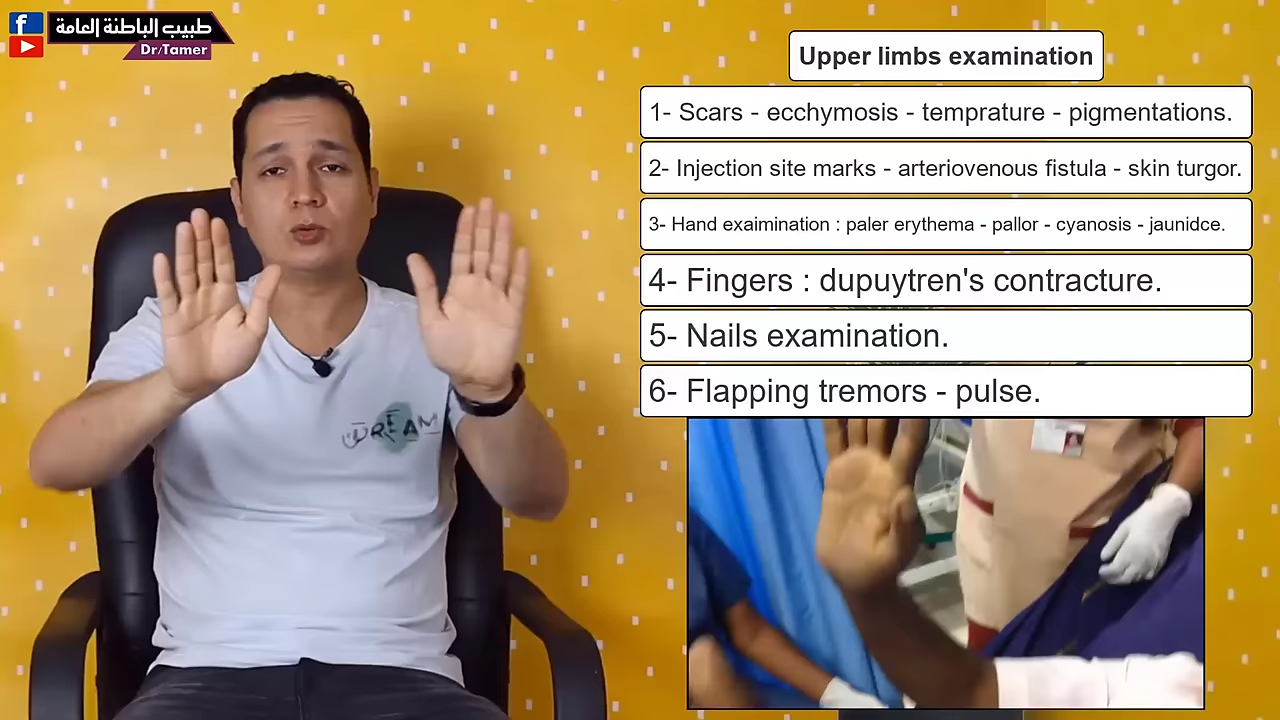 f
طبيب الباطنة العامة
Dr/Tamer
Upper limbs examination
1- Scars - ecchymosis - temprature - pigmentations.
2- Injection site marks - arteriovenous fistula - skin turgor.
3- Hand exaimination : paler erythema - pallor - cyanosis - jaunidce.
4- Fingers : dupuytren's contracture.
5- Nails examination.
6- Flapping tremors - pulse.
DREAM